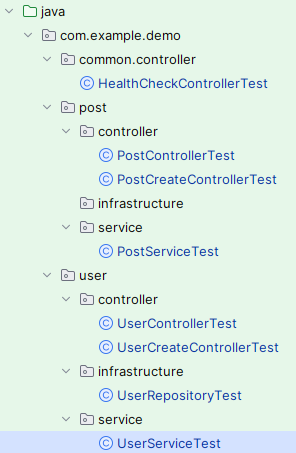 java
com.example.demo
common.controller
HealthCheckControllerTest
post
controller
PostControllerTest
PostCreateControllerTest
infrastructure
service
PostServiceTest
user
controller
UserControllerTest
UserCreateControllerTest
infrastructure
UserRepositoryTest
service
UserServiceTest